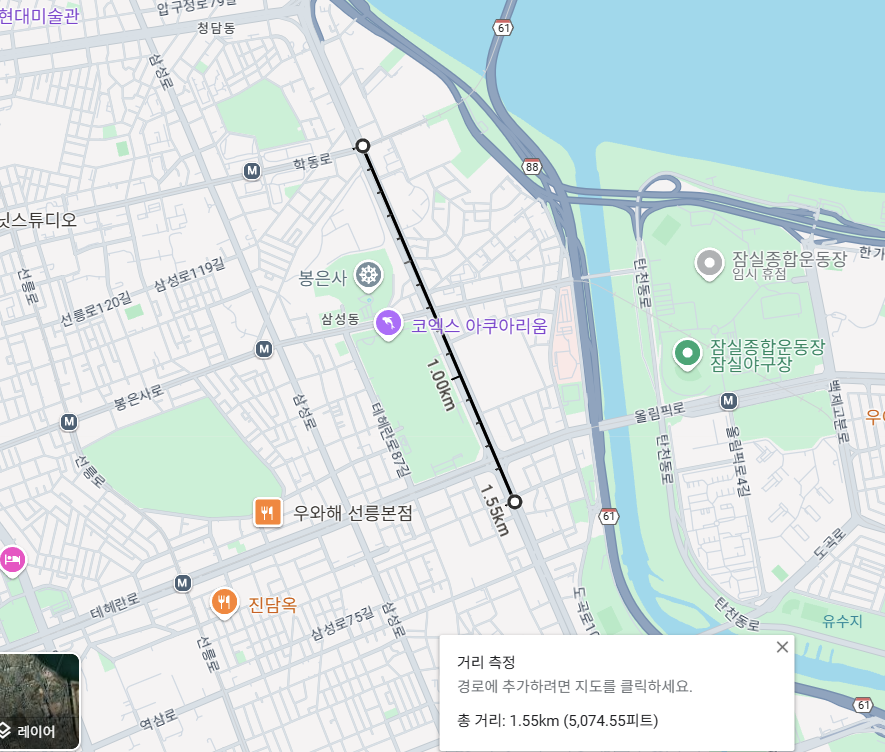 현대미술관
압구정로79길
청담동
61
삼성로
88
학동로
M
닛스튜디오
봉은사
잠실종합운동장
임시 휴점
한가
선릉로
삼성로119길
선릉로120길
탄천동로
삼성동
코엑스 아쿠아리움
M
잠실종합운동장
잠실야구장
1.00km
봉은사로
삼성로
테헤란로87길
M
올림픽로
M
백제고분로
우아
선릉로
탄천동로
올림픽로4길
1.55km
우와해 선릉본점
61
도곡로
M
테헤란로
진담옥
삼성로75길
삼성로
선릉로
도곡로
탄천동로
유수지
역삼로
레이어
거리 측정
경로에 추가하려면 지도를 클릭하세요.
총 거리: 1.55km (5,074.55피트)
61